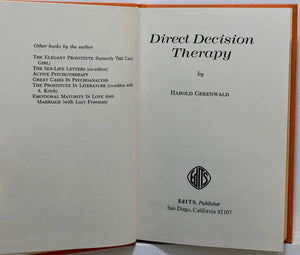 Other books by the author:
THE ELEGANT PROSTITUTE (formerly THE CALL
GIRL)
THE SEX-LIFE LETTERS (co-editor)
ACTIVE PSYCHOTHERAPY
GREAT CASES IN PSYCHOANALYSIS
THE PROSTITUTE IN LITERATURE (co-editor with
A. Krich)
EMOTIONAL MATURITY IN LOVE AND
MARRIAGE (with Lucy Freeman)
Direct Decision
Therapy
by
HAROLD GREENWALD
EdITS
EdITS, Publisher
San Diego, California 92107